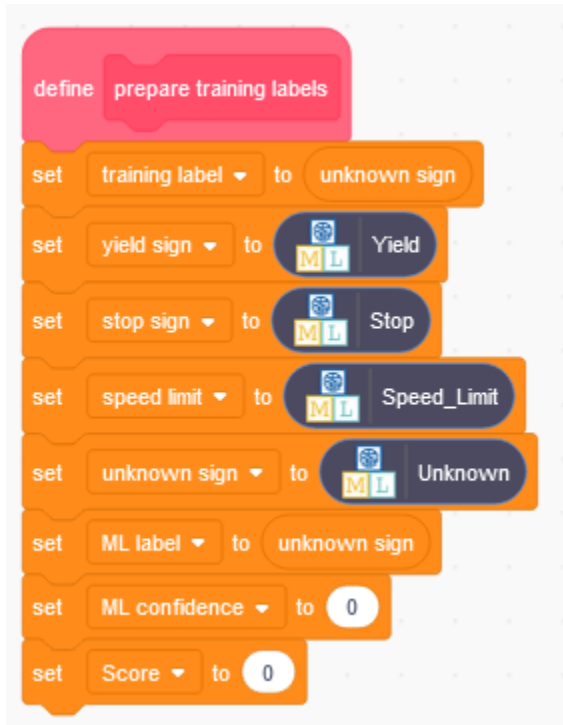 define prepare training labels
set training label to unknown sign
set yield sign to ML Yield
set stop sign to ML Stop
set speed limit to ML Speed_Limit
set unknown sign to ML Unknown
set ML label to unknown sign
set ML confidence to 0
set Score to 0